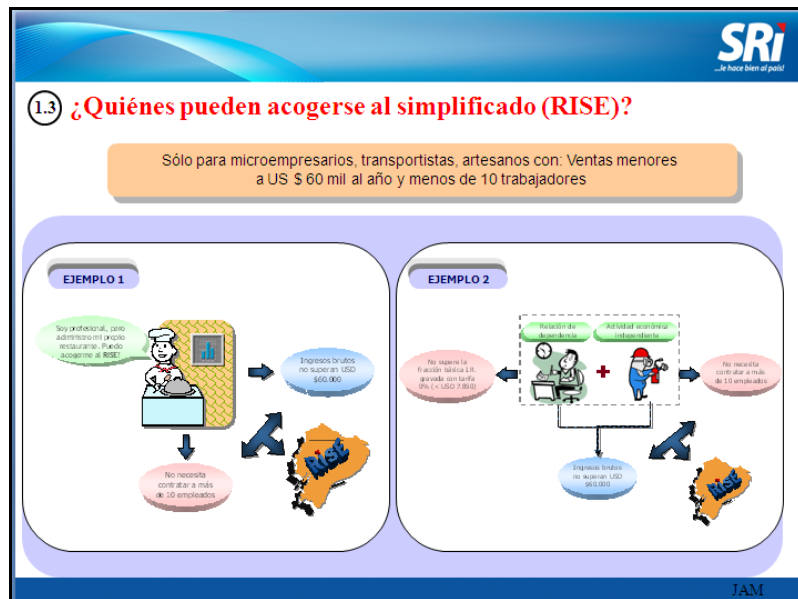 SRi
...le hace bien al país!
1.3 ¿Quiénes pueden acogerse al simplificado (RISE)?
Sólo para microempresarios, transportistas, artesanos con: Ventas menores
a US $ 60 mil al año y menos de 10 trabajadores
EJEMPLO 1
Soy profesional, pero
administro mi propio
restaurante. Puedo
acogerme al RISE?
Ingresos brutos
no superan USD
$60.000
No necesita
contratar a más
de 10 empleados
RISE
EJEMPLO 2
Relación de
dependencia
Actividad económica
independiente
No supere la
fracción básica I.R.
gravada con tarifa
0% ( < USD 7.850)
+
No necesita
contratar a más
de 10 empleados
Ingresos brutos
no superan USD
$60.000
RISE
JAM